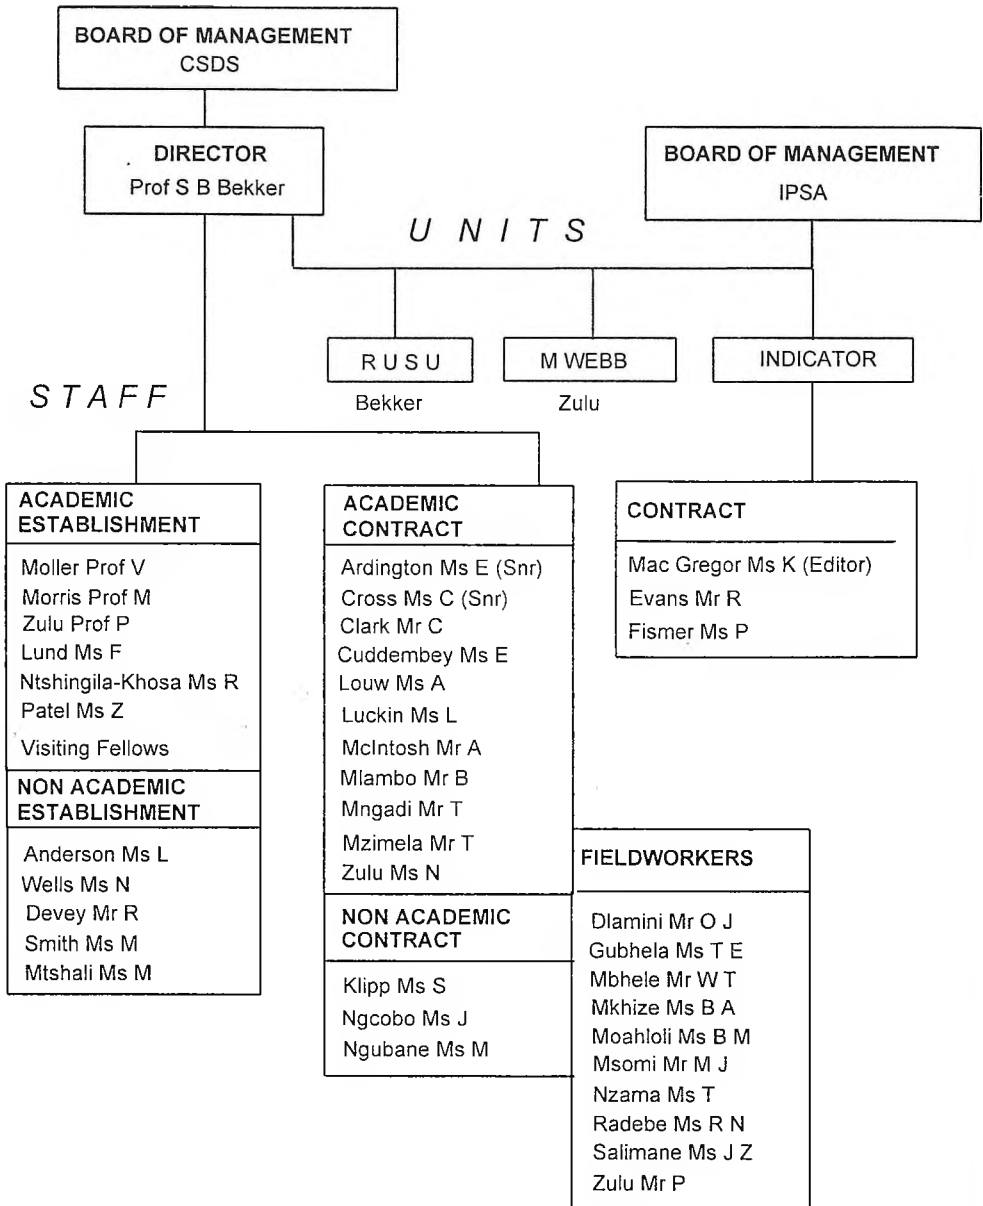 BOARD OF MANAGEMENT
CSDS
DIRECTOR
Prof S B Bekker
BOARD OF MANAGEMENT
IPSA
U N I T S
R U S U
Bekker
M WEBB
Zulu
INDICATOR
S T A F F
ACADEMIC
ESTABLISHMENT
Moller Prof V
Morris Prof M
Zulu Prof P
Lund Ms F
Ntshingila-Khosa Ms R
Patel Ms Z
Visiting Fellows
NON ACADEMIC
ESTABLISHMENT
Anderson Ms L
Wells Ms N
Devey Mr R
Smith Ms M
Mtshali Ms M
ACADEMIC
CONTRACT
Ardington Ms E (Snr)
Cross Ms C (Snr)
Clark Mr C
Cuddembey Ms E
Louw Ms A
Luckin Ms L
McIntosh Mr A
Mlambo Mr B
Mngadi Mr T
Mzimela Mr T
Zulu Ms N
NON ACADEMIC
CONTRACT
Klipp Ms S
Ngcobo Ms J
Ngubane Ms M
CONTRACT
Mac Gregor Ms K (Editor)
Evans Mr R
Fismer Ms P
FIELDWORKERS
Dlamini Mr O J
Gubhela Ms T E
Mbhele Mr W T
Mkhize Ms B A
Moahloli Ms B M
Msomi Mr M J
Nzama Ms T
Radebe Ms R N
Salimane Ms J Z
Zulu Mr P